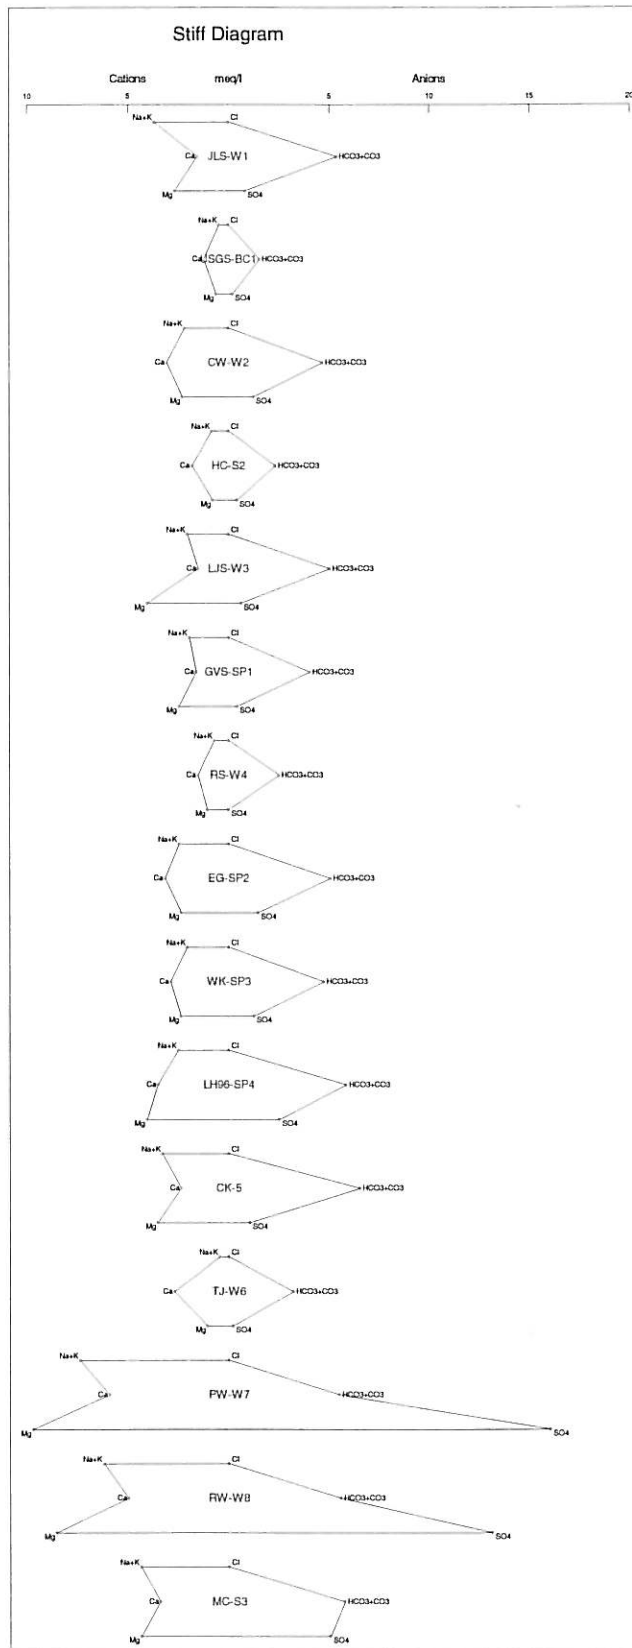 Stiff Diagram
Cations meq/l Anions
10 5 5 10 15 20
Na+K Cl
Ca JLS-W1 HCO3+CO3
Mg SO4
Na+K Cl
Ca USGS-BC1 HCO3+CO3
Mg SO4
Na+K Cl
Ca CW-W2 HCO3+CO3
Mg SO4
Na+K Cl
Ca HC-S2 HCO3+CO3
Mg SO4
Na+K Cl
Ca LJS-W3 HCO3+CO3
Mg SO4
Na+K Cl
Ca GVS-SP1 HCO3+CO3
Mg SO4
Na+K Cl
Ca RS-W4 HCO3+CO3
Mg SO4
Na+K Cl
Ca EG-SP2 HCO3+CO3
Mg SO4
Na+K Cl
Ca WK-SP3 HCO3+CO3
Mg SO4
Na+K Cl
Ca LH96-SP4 HCO3+CO3
Mg SO4
Na+K Cl
Ca CK-5 HCO3+CO3
Mg SO4
Na+K Cl
Ca TJ-W6 HCO3+CO3
Mg SO4
Na+K Cl
Ca PW-W7 HCO3+CO3
Mg SO4
Na+K Cl
Ca RW-W8 HCO3+CO3
Mg SO4
Na+K Cl
Ca MC-S3 HCO3+CO3
Mg SO4